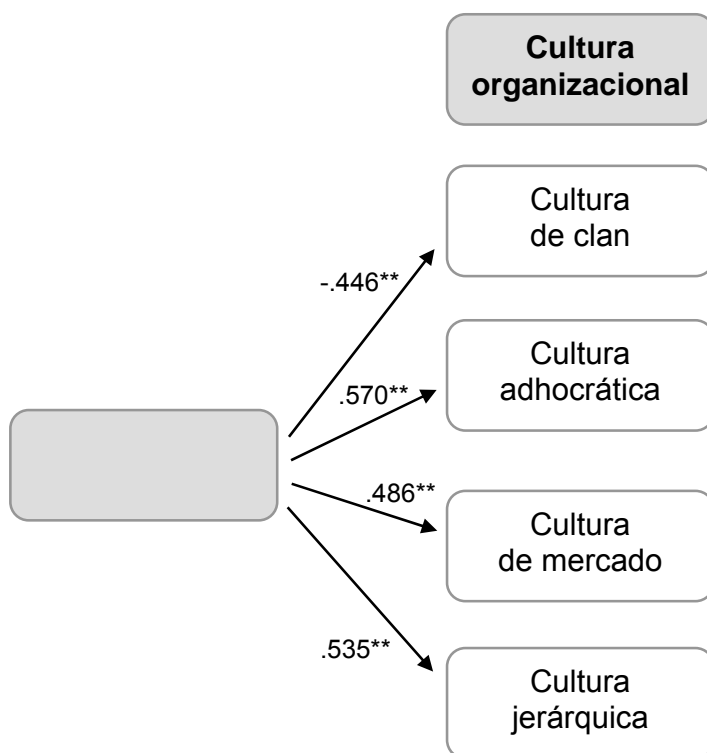 Cultura
organizacional
Cultura
de clan
-.446**
Cultura
adhocrática
.570**
.486**
Cultura
de mercado
.535**
Cultura
jerárquica